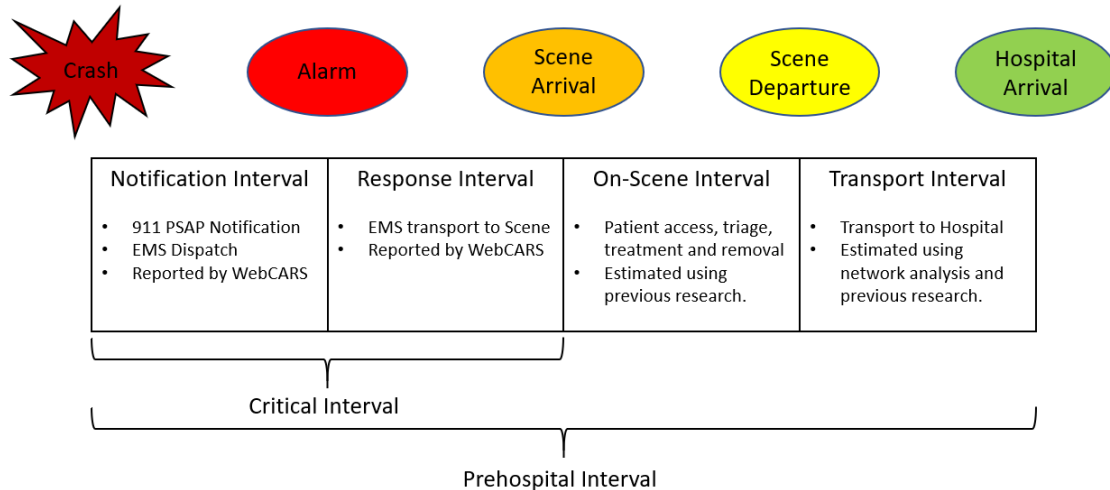 Crash
Alarm
Scene
Arrival
Scene
Departure
Hospital
Arrival
Notification Interval
• 911 PSAP Notification
• EMS Dispatch
• Reported by WebCARS
Response Interval
• EMS transport to Scene
• Reported by WebCARS
On-Scene Interval
• Patient access, triage,
treatment and removal
• Estimated using
previous research.
Transport Interval
• Transport to Hospital
• Estimated using
network analysis and
previous research.
Critical Interval
Prehospital Interval